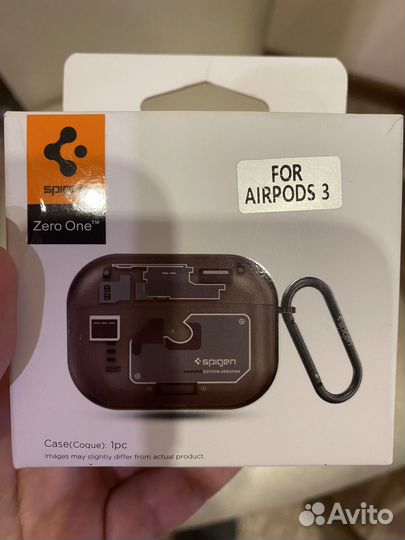 spigen
Zero One™
FOR
AIRPODS 3
spigen
EDITION ZEROONE
spigen
Case(Coque): 1pc
Images may slightly differ from actual product.
Avito